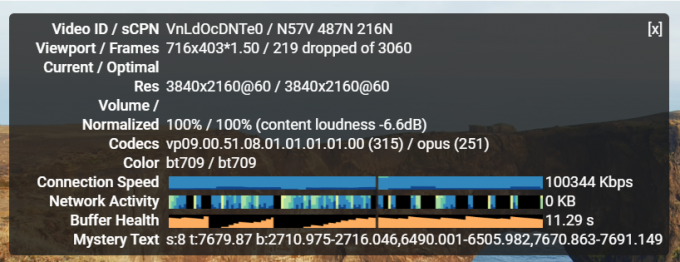 Video ID / sCPN VnLdOcDNTe0 / N57V 487N 216N [x]
Viewport / Frames 716x403*1.50 / 219 dropped of 3060
Current / Optimal
Res 3840x2160@60 / 3840x2160@60
Volume /
Normalized 100% / 100% (content loudness -6.6dB)
Codecs vp09.00.51.08.01.01.01.01.00 (315) / opus (251)
Color bt709 / bt709
Connection Speed 100344 Kbps
Network Activity 0 KB
Buffer Health 11.29 s
Mystery Text s:8 t:7679.87 b:2710.975-2716.046,6490.001-6505.982,7670.863-7691.149